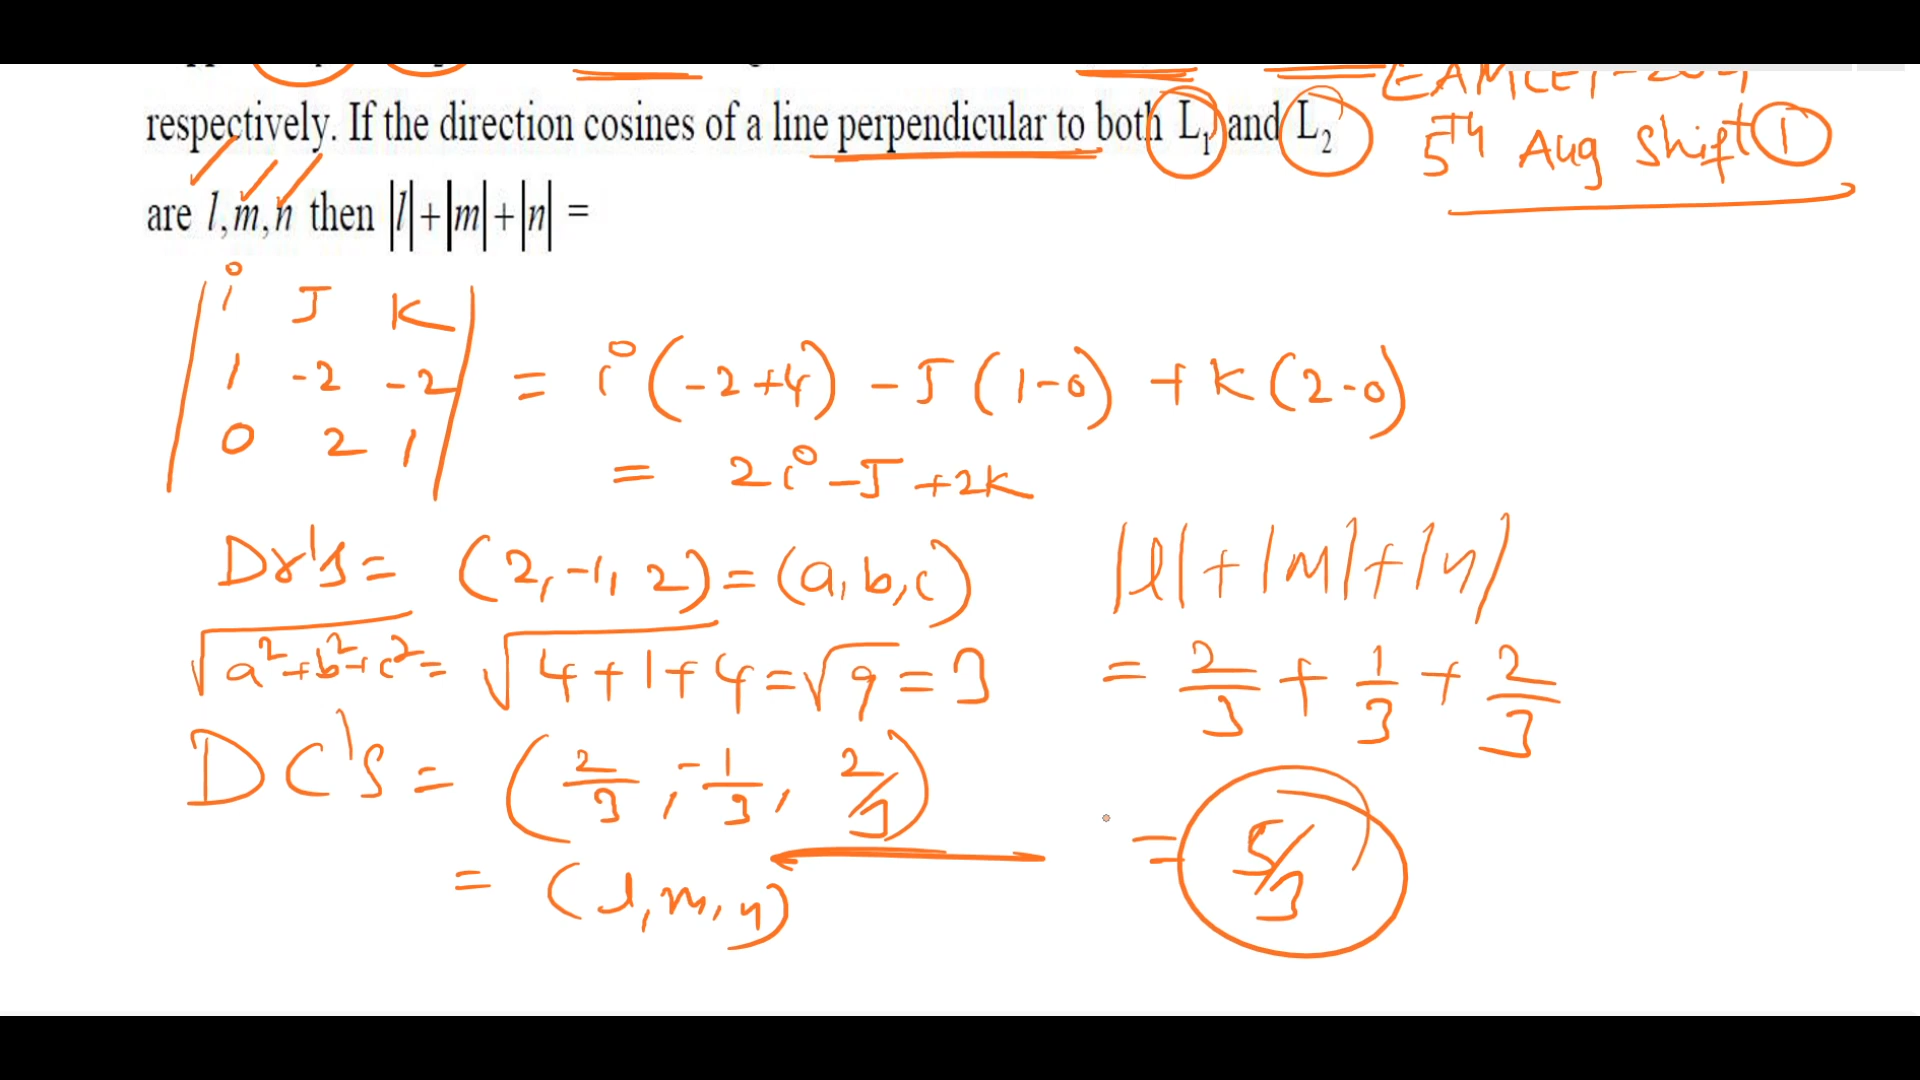 respectively. If the direction cosines of a line perpendicular to both L₁ and L₂
5TH Aug Shift 1
are l, m, n then |l|+|m|+|n| =
| i J K |
| 1 -2 -2 | = i(-2+4) - J(1-0) + K(2-0)
| 0 2 1 |
= 2i - J + 2K
Dr's = (2, -1, 2) = (a, b, c)
|l|+|m|+|n|
√a²+b²+c² = √4+1+4 = √9 = 3
= 2/3 + 1/3 + 2/3
DC's = (2/3, -1/3, 2/3)
= 5/3
= (l, m, n)